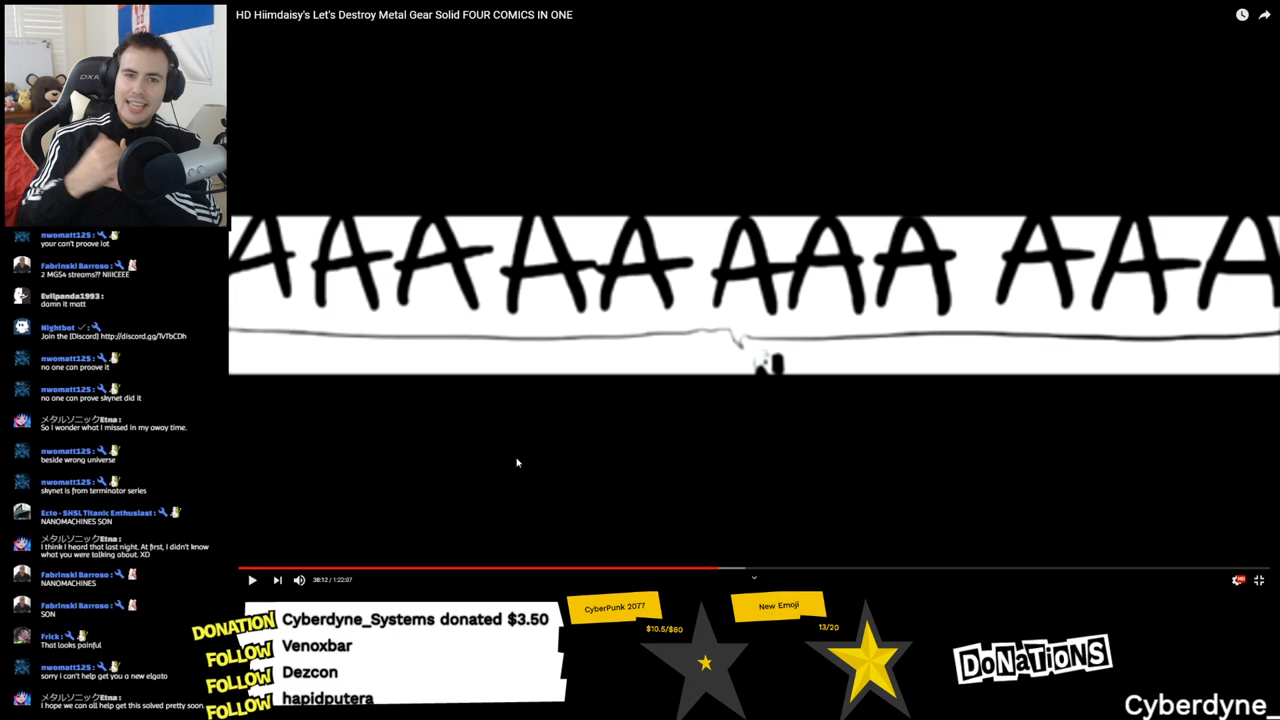 HD Hiimdaisy's Let's Destroy Metal Gear Solid FOUR COMICS IN ONE
DXR
AAAAA AAA AAA
nwomatt125 :
your can't proove iot
Fabrinski Barroso :
2 MGS4 streams?? NIIICEEE
Evilpanda1993 :
damn it matt
Nightbot ✓ :
Join the [Discord] http://discord.gg/TvTbCDh
nwomatt125 :
no one can proove it
nwomatt125 :
no one can prove skynet did it
メタルソニックEtna :
So I wonder what I missed in my away time.
nwomatt125 :
beside wrong universe
nwomatt125 :
skynet is from terminator series
Ecto - SHSL Titanic Enthusiast :
NANOMACHINES SON
メタルソニックEtna :
I think I heard that last night. At first, I didn't know
what you were talking about. XD
Fabrinski Barroso :
NANOMACHINES
Fabrinski Barroso :
SON
Frick :
That looks painful
nwomatt125 :
sorry i can't help get you a new elgato
メタルソニックEtna :
I hope we can all help get this solved pretty soon.
38:12 / 1:22:07
HD
DONATION Cyberdyne_Systems donated $3.50
FOLLOW Venoxbar
FOLLOW Dezcon
FOLLOW hapidputera
CyberPunk 2077
$10.5/$60
New Emoji
13/20
DoNaTiONS
Cyberdyne